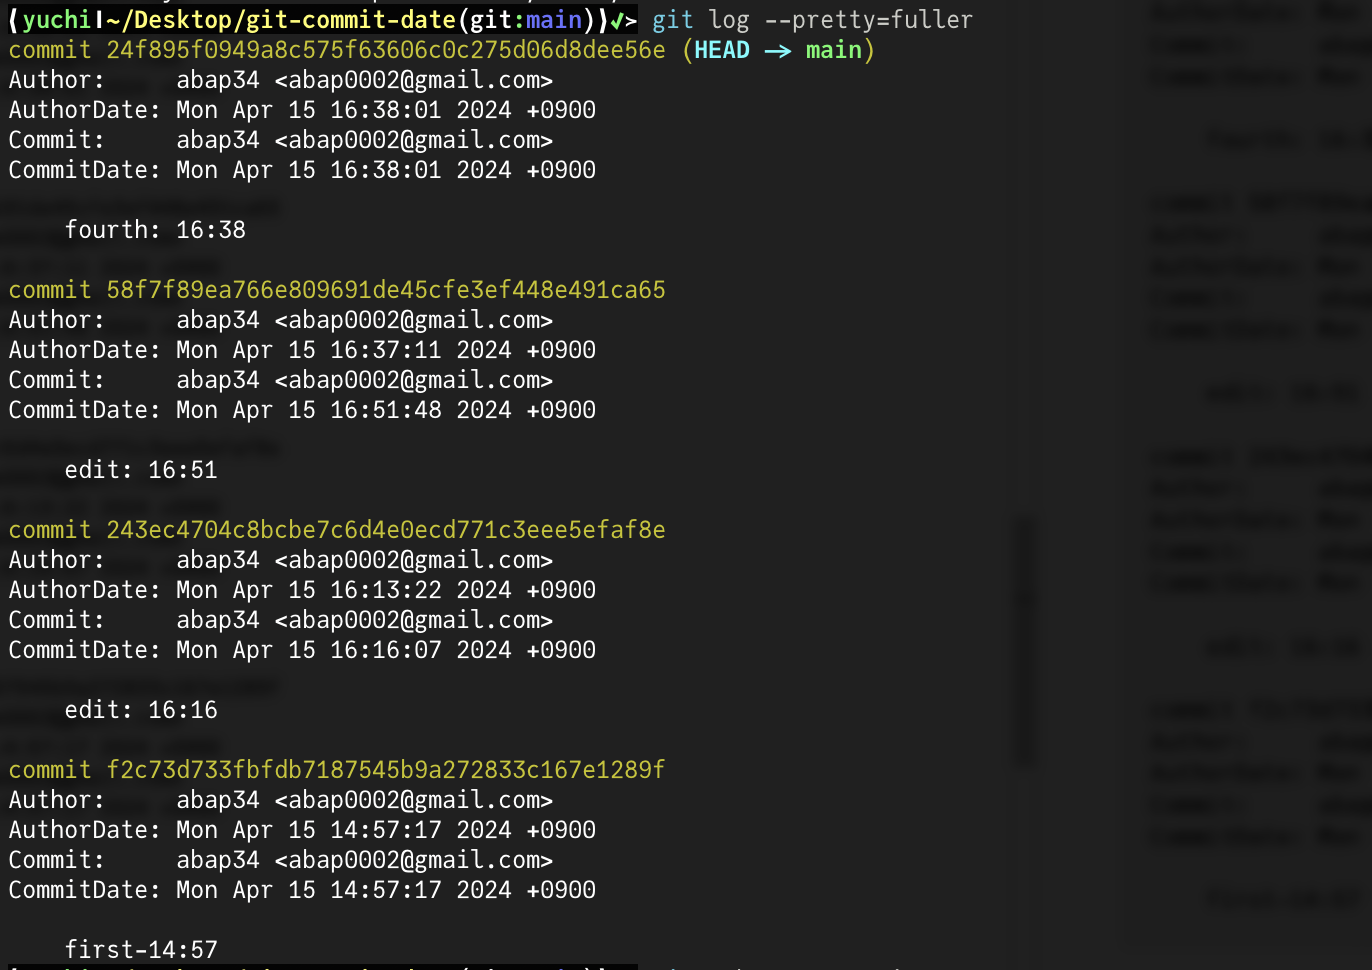 (yuchi|~/Desktop/git-commit-date(git:main))✓> git log --pretty=fuller
commit 24f895f0949a8c575f63606c0c275d06d8dee56e (HEAD -> main)
Author:     abap34 <abap0002@gmail.com>
AuthorDate: Mon Apr 15 16:38:01 2024 +0900
Commit:     abap34 <abap0002@gmail.com>
CommitDate: Mon Apr 15 16:38:01 2024 +0900
    fourth: 16:38
commit 58f7f89ea766e809691de45cfe3ef448e491ca65
Author:     abap34 <abap0002@gmail.com>
AuthorDate: Mon Apr 15 16:37:11 2024 +0900
Commit:     abap34 <abap0002@gmail.com>
CommitDate: Mon Apr 15 16:51:48 2024 +0900
    edit: 16:51
commit 243ec4704c8bcbe7c6d4e0ecd771c3eee5efaf8e
Author:     abap34 <abap0002@gmail.com>
AuthorDate: Mon Apr 15 16:13:22 2024 +0900
Commit:     abap34 <abap0002@gmail.com>
CommitDate: Mon Apr 15 16:16:07 2024 +0900
    edit: 16:16
commit f2c73d733fbfdb7187545b9a272833c167e1289f
Author:     abap34 <abap0002@gmail.com>
AuthorDate: Mon Apr 15 14:57:17 2024 +0900
Commit:     abap34 <abap0002@gmail.com>
CommitDate: Mon Apr 15 14:57:17 2024 +0900
    first-14:57